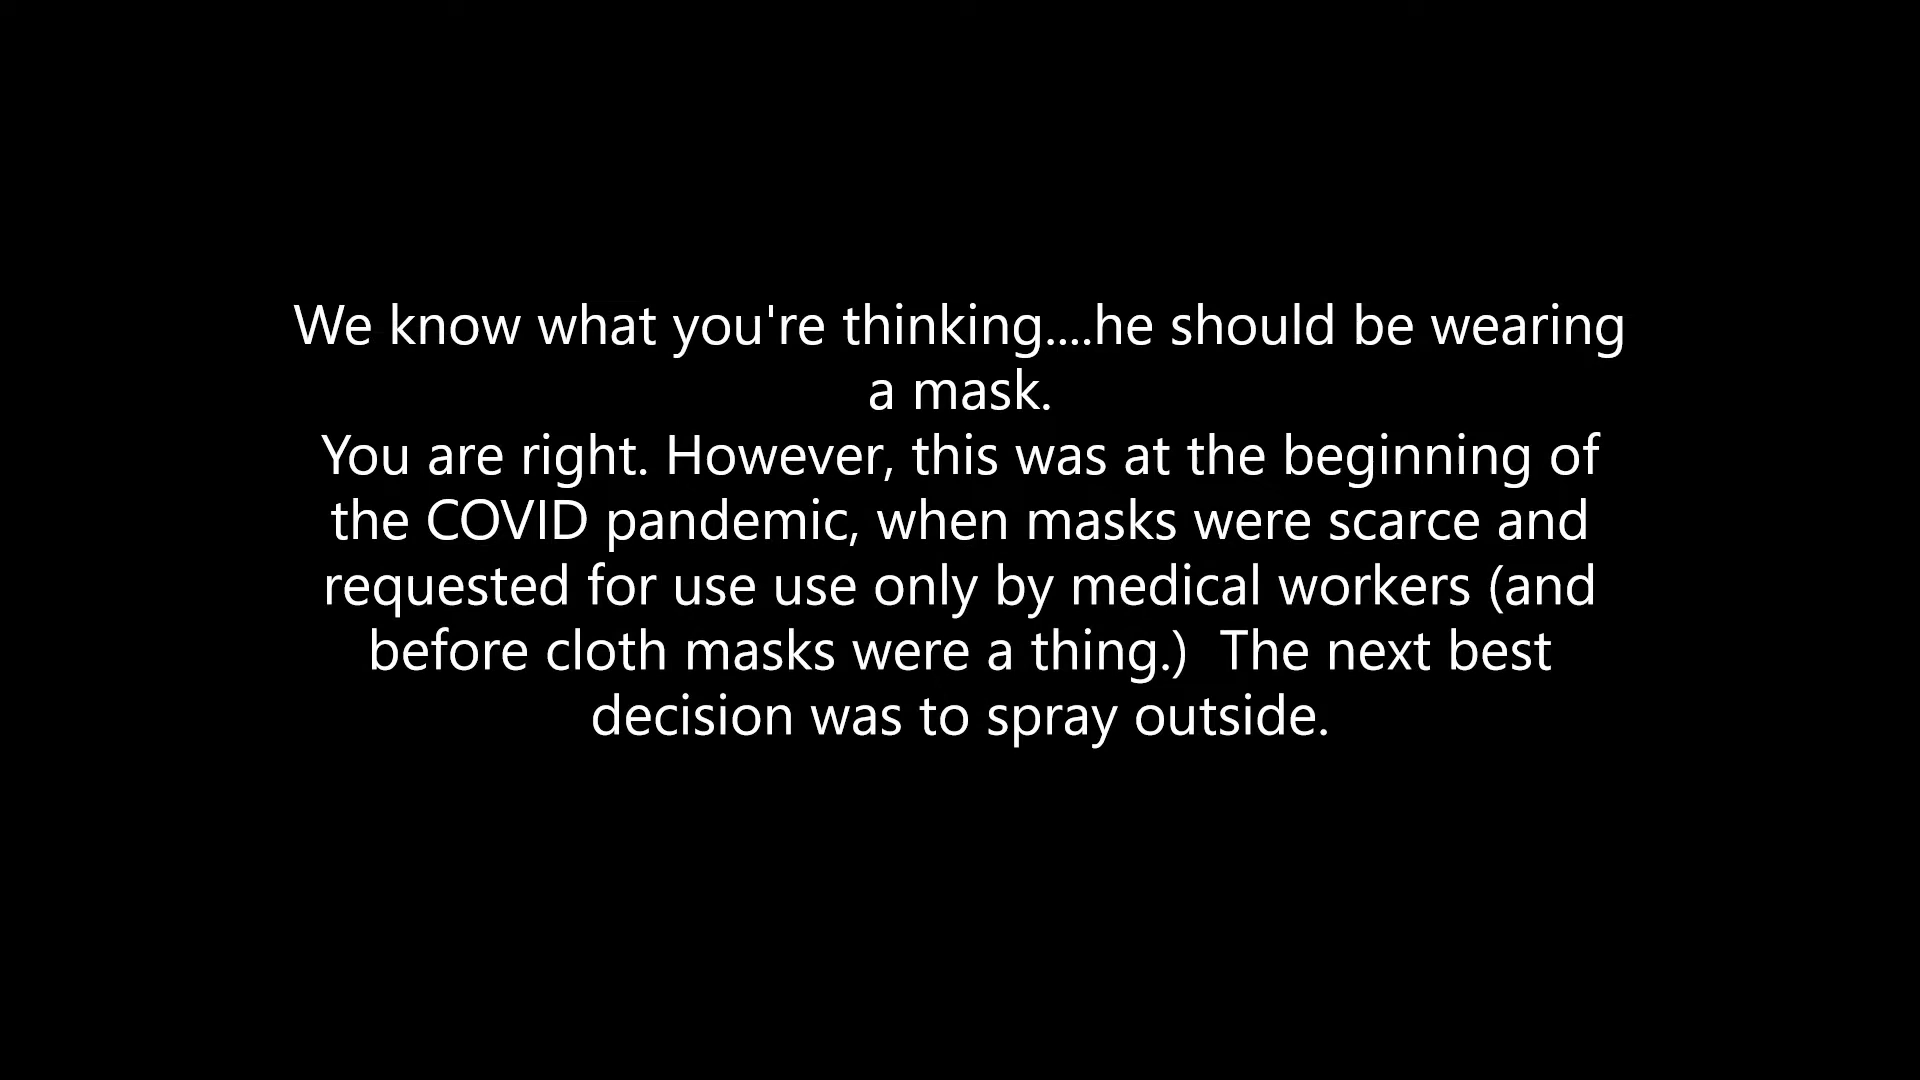 We know what you're thinking....he should be wearing
a mask.
You are right. However, this was at the beginning of
the COVID pandemic, when masks were scarce and
requested for use use only by medical workers (and
before cloth masks were a thing.)  The next best
decision was to spray outside.